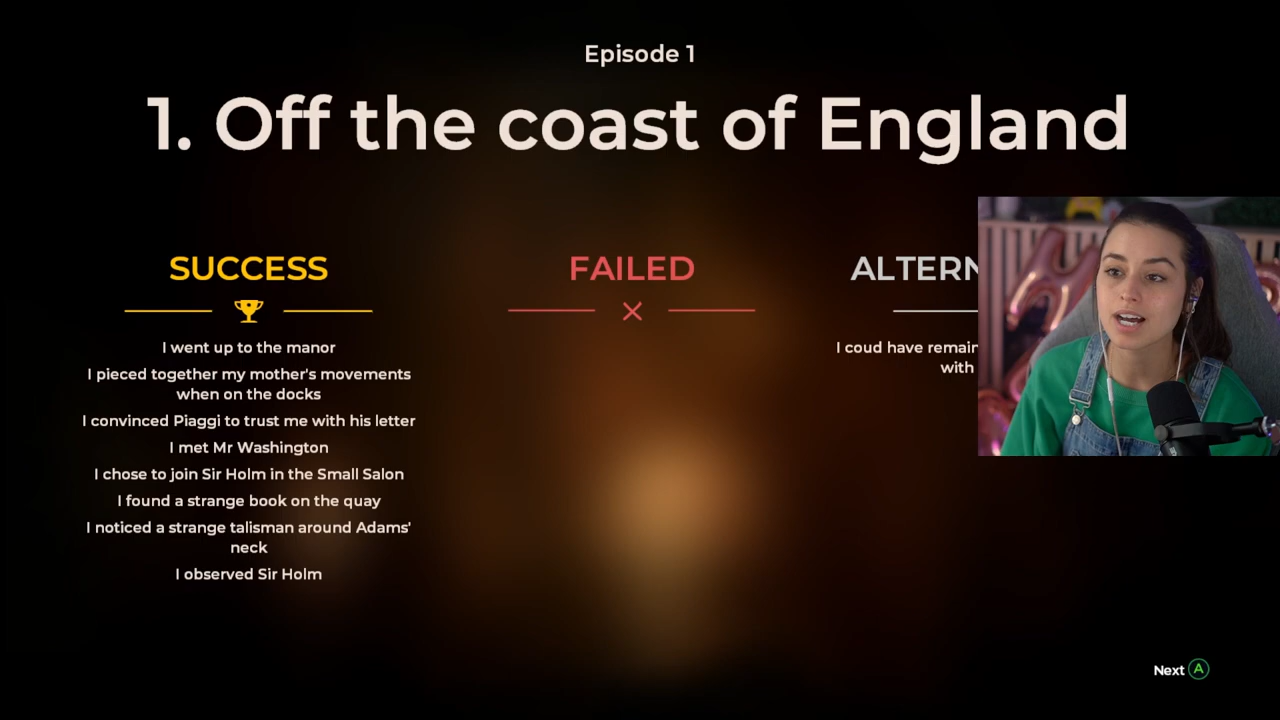 Episode 1
1. Off the coast of England
SUCCESS
I went up to the manor
I pieced together my mother's movements
when on the docks
I convinced Piaggi to trust me with his letter
I met Mr Washington
I chose to join Sir Holm in the Small Salon
I found a strange book on the quay
I noticed a strange talisman around Adams'
neck
I observed Sir Holm
FAILED
ALTERN
I coud have remain
with
Next A